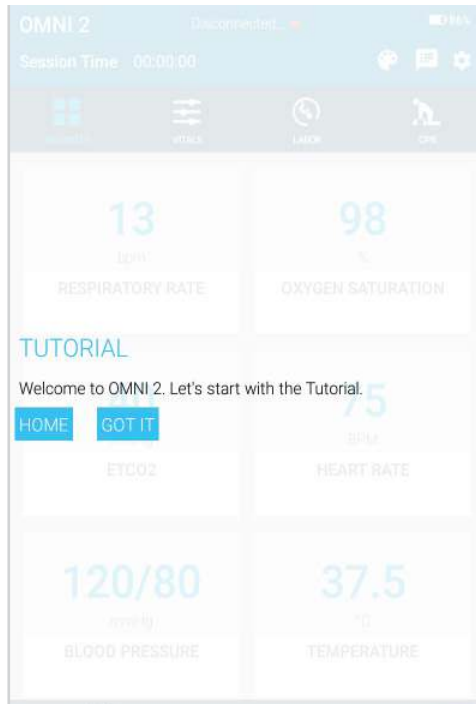 OMNI 2 Disconnected... 86%
Session Time 00:00:00
VITALS LABOR CPR
13 98
bpm %
RESPIRATORY RATE OXYGEN SATURATION
TUTORIAL
Welcome to OMNI 2. Let's start with the Tutorial.
75
HOME GOT IT
BPM
ETCO2 HEART RATE
120/80 37.5
mmHg °C
BLOOD PRESSURE TEMPERATURE